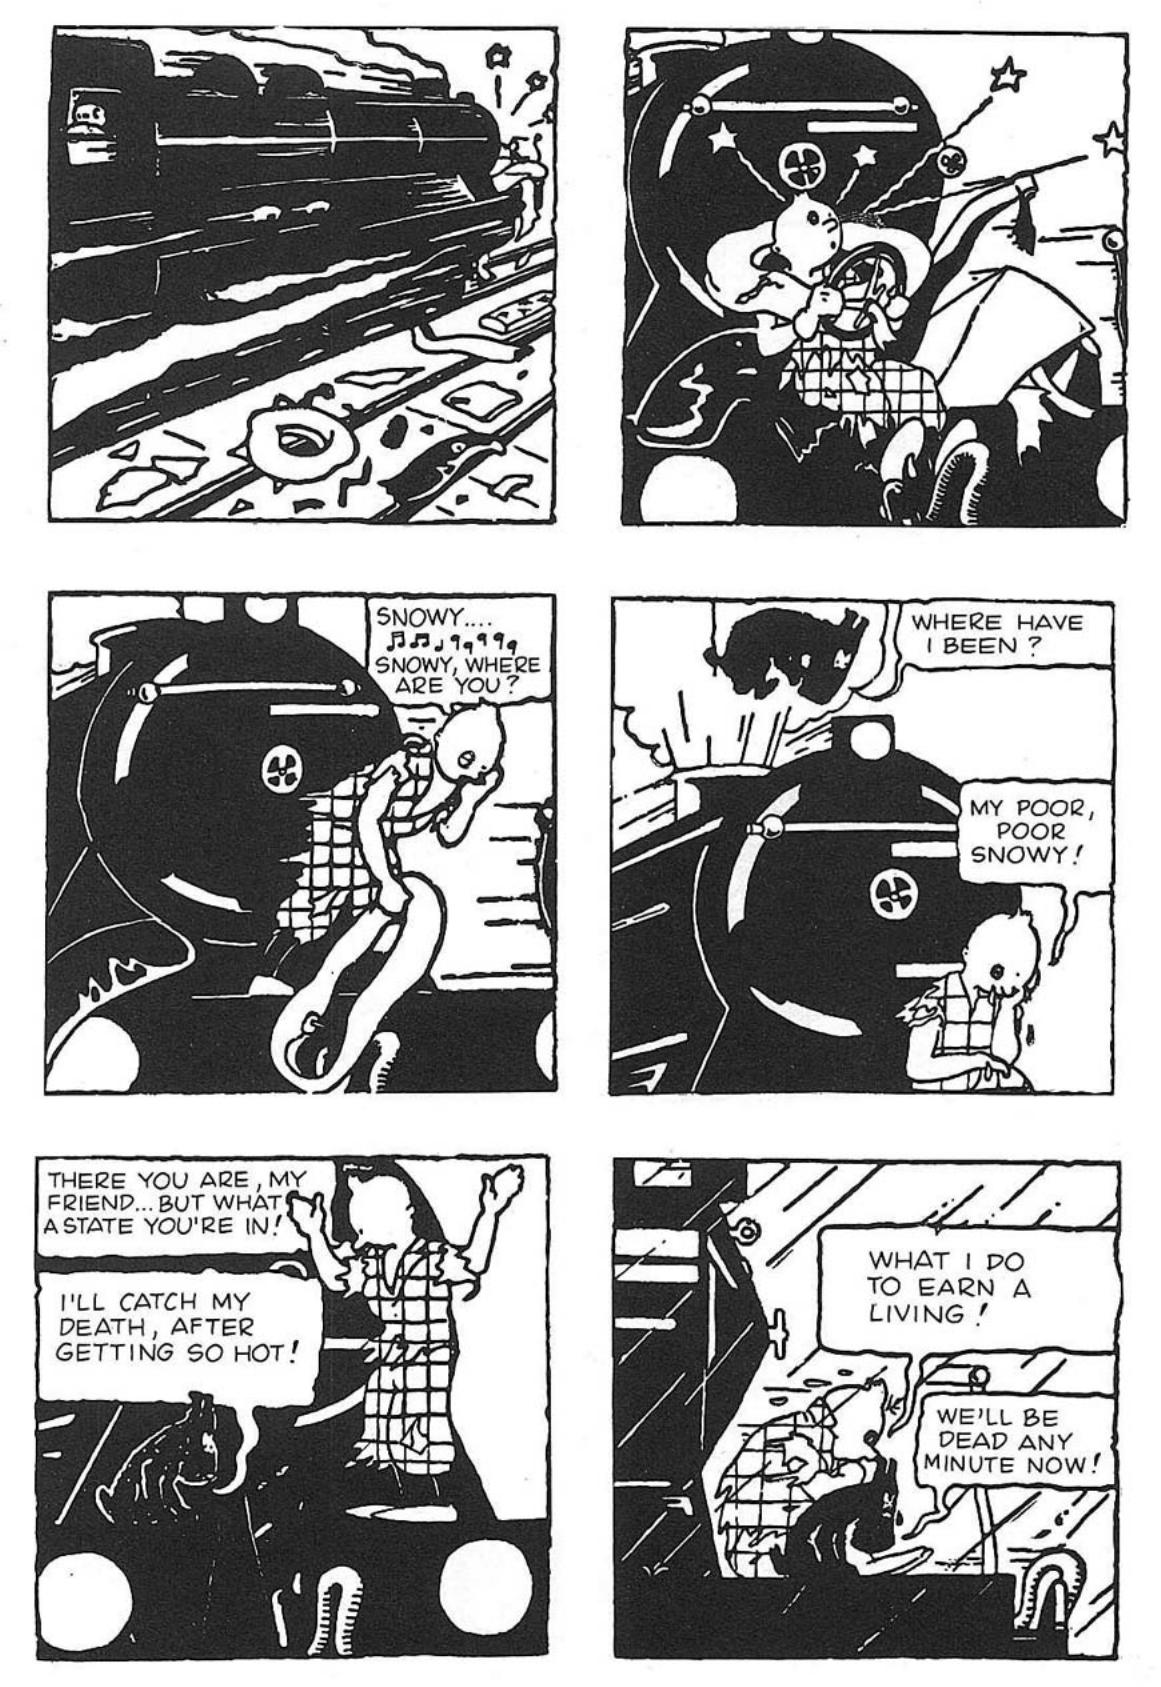 SNOWY....
SNOWY, WHERE
ARE YOU?
WHERE HAVE
I BEEN?
MY POOR,
POOR
SNOWY!
THERE YOU ARE, MY
FRIEND... BUT WHAT
A STATE YOU'RE IN!
I'LL CATCH MY
DEATH, AFTER
GETTING SO HOT!
WHAT I DO
TO EARN A
LIVING!
WE'LL BE
DEAD ANY
MINUTE NOW!